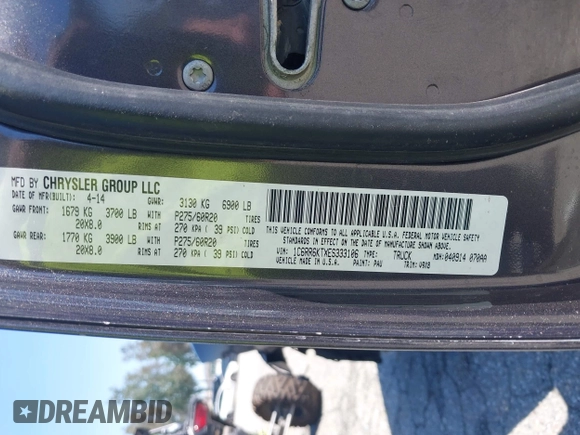 MFD BY CHRYSLER GROUP LLC
DATE OF MFR(BUILT): 4-14 GVWR: 3130 KG 6900 LB
GAWR FRONT: 1679 KG 3700 LB WITH P275/60R20 TIRES
20X8.0 RIMS AT 270 KPA ( 39 PSI) COLD
GAWR REAR: 1770 KG 3900 LB WITH P275/60R20 TIRES
20X8.0 RIMS AT 270 KPA ( 39 PSI) COLD
THIS VEHICLE CONFORMS TO ALL APPLICABLE U.S.A. FEDERAL MOTOR VEHICLE SAFETY
STANDARDS IN EFFECT ON THE DATE OF MANUFACTURE SHOWN ABOVE.
VIN: 1C6RR6KTXES333106 TYPE: TRUCK MDH:040914 070AA
MADE IN U.S.A. PAINT: PAU TRIM: V9X8
DREAMBID